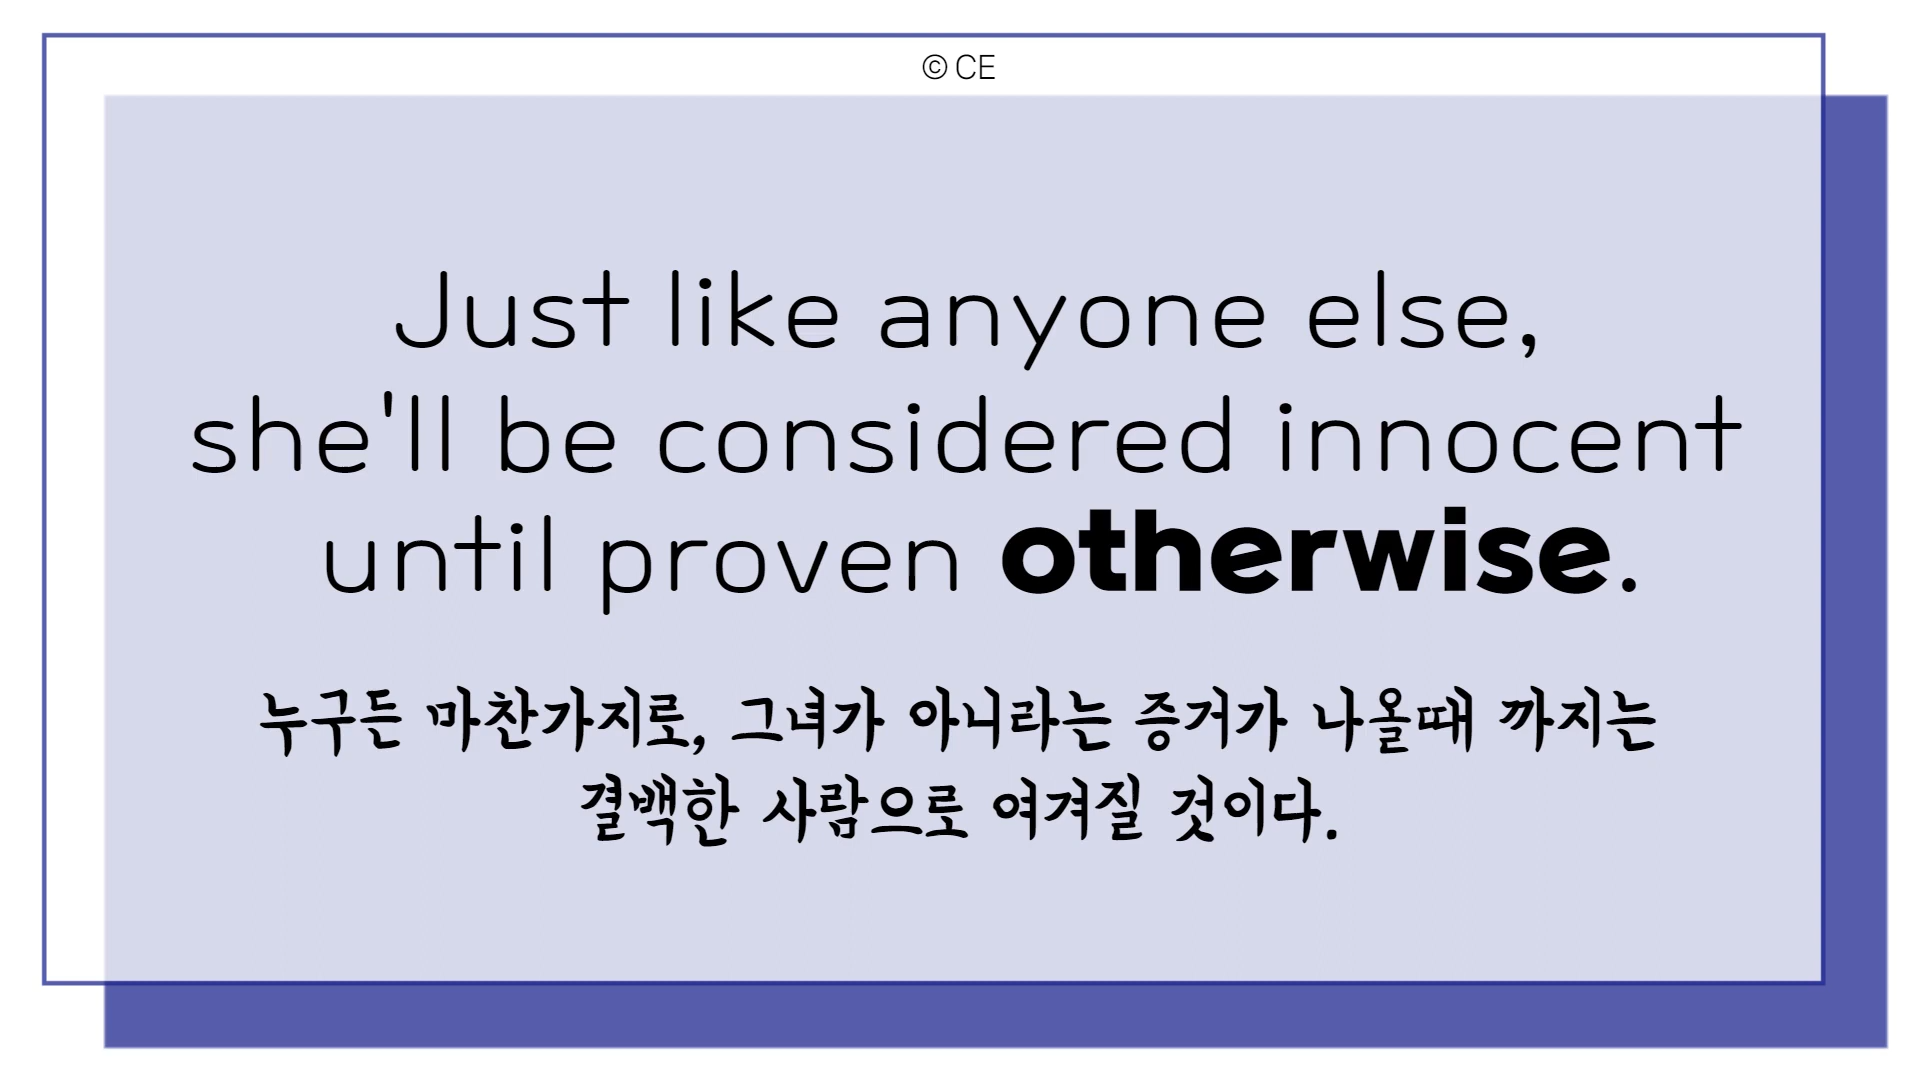 © CE
Just like anyone else,
she'll be considered innocent
until proven otherwise.
누구든 마찬가지로, 그녀가 아니라는 증거가 나올때 까지는
결백한 사람으로 여겨질 것이다.